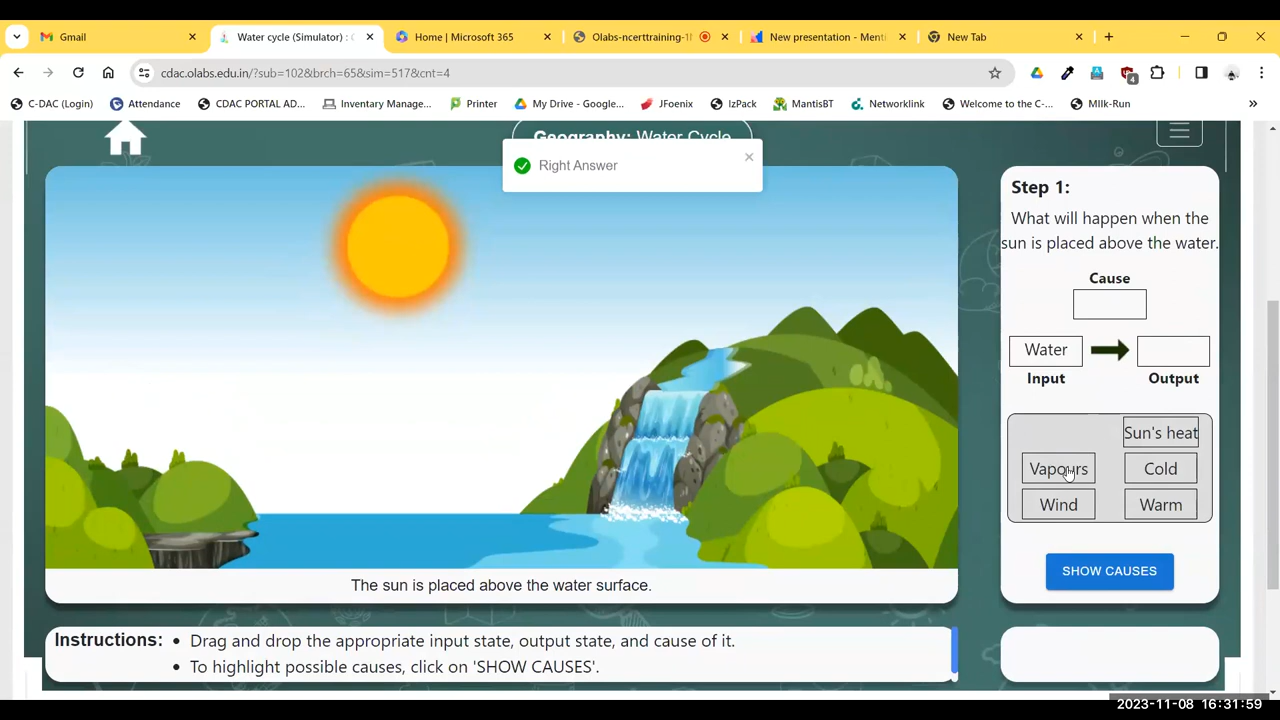 Gmail
Water cycle (Simulator) : (
Home | Microsoft 365
Olabs-ncerttraining-1
New presentation - Menti
New Tab
cdac.olabs.edu.in/?sub=102&brch=65&sim=517&cnt=4
4
C-DAC (Login)
Attendance
CDAC PORTAL AD...
Inventary Manage...
Printer
My Drive - Google...
JFoenix
IzPack
MantisBT
Networklink
Welcome to the C-...
MIlk-Run
Geography: Water Cycle
Right Answer
Step 1:
What will happen when the
sun is placed above the water.
Cause
Water
Input
Output
Sun's heat
Vapours
Cold
Wind
Warm
SHOW CAUSES
The sun is placed above the water surface.
Instructions:
• Drag and drop the appropriate input state, output state, and cause of it.
• To highlight possible causes, click on 'SHOW CAUSES'.
2023-11-08 16:31:59